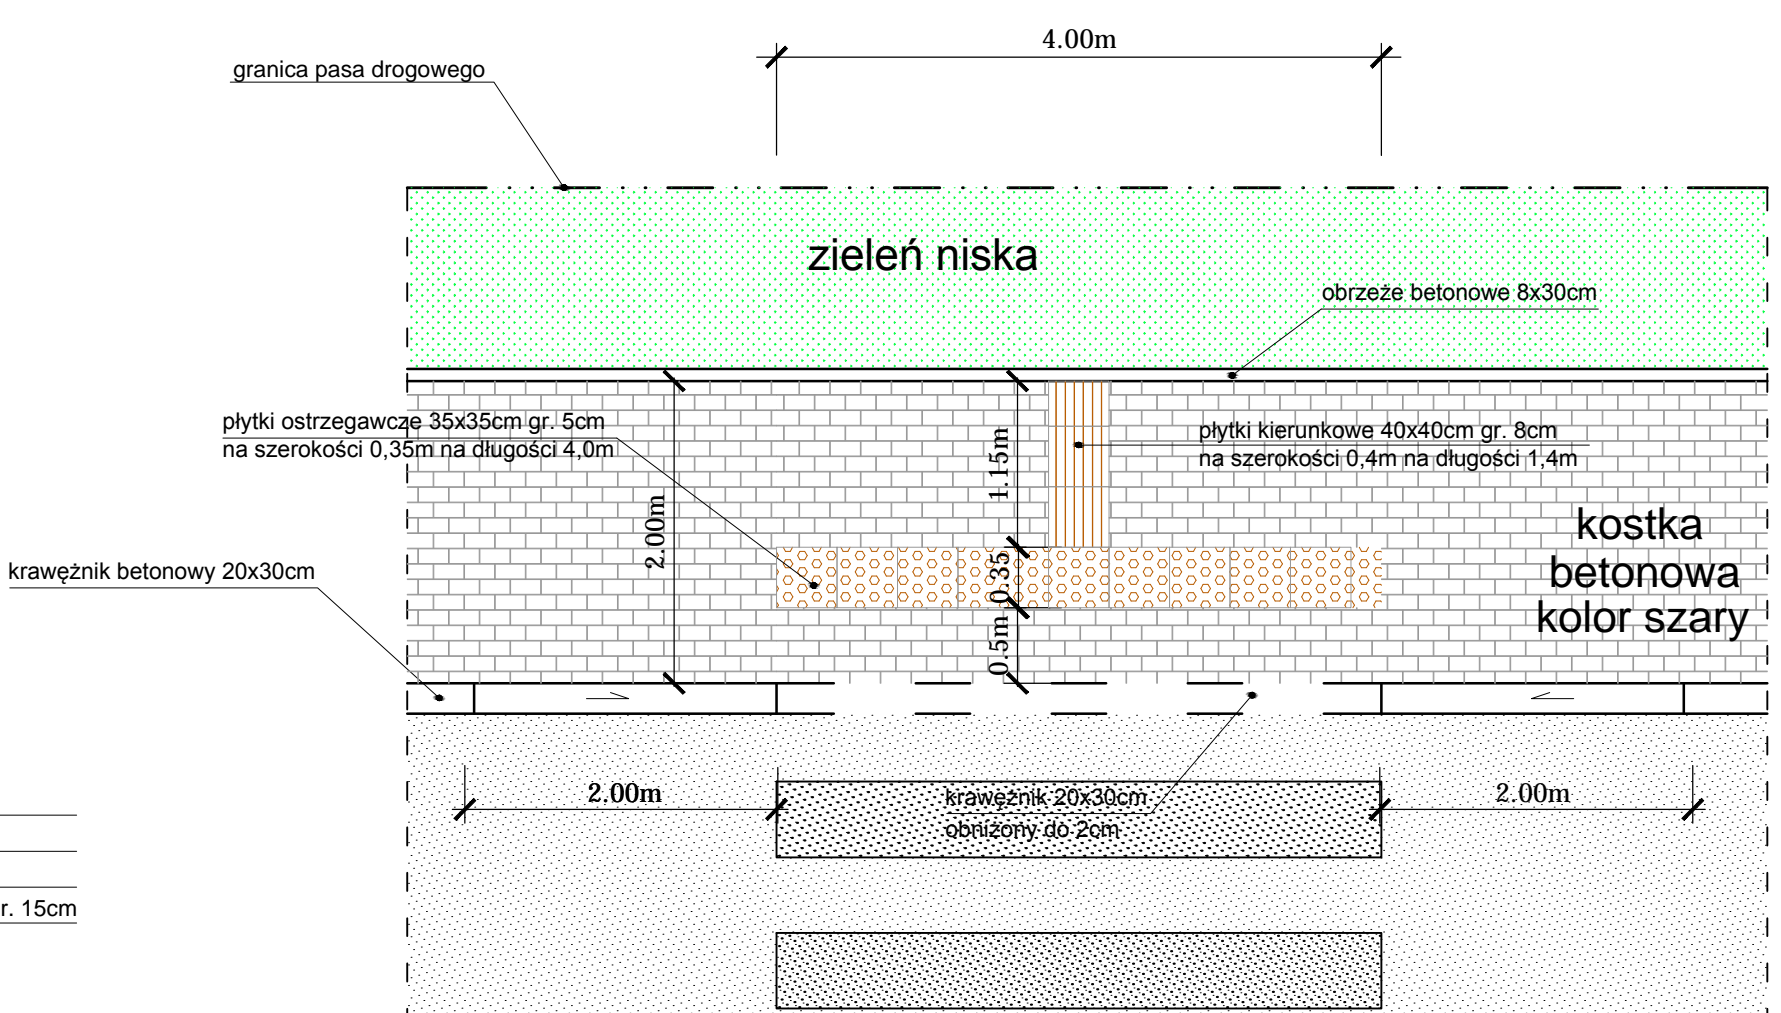 4.00m
granica pasa drogowego
zieleń niska
obrzeże betonowe 8x30cm
płytki ostrzegawcze 35x35cm gr. 5cm
na szerokości 0,35m na długości 4,0m
płytki kierunkowe 40x40cm gr. 8cm
na szerokości 0,4m na długości 1,4m
1.15m
2.00m
kostka
betonowa
kolor szary
krawężnik betonowy 20x30cm
0.35
0.5m
2.00m
krawężnik 20x30cm
obniżony do 2cm
2.00m
r. 15cm